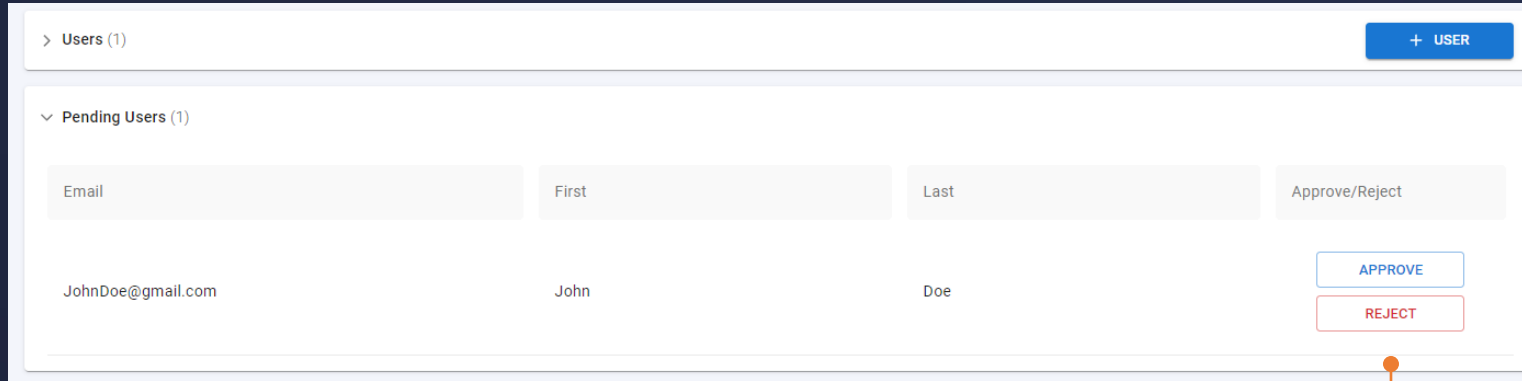 Users (1)
+ USER
Pending Users (1)
Email First Last Approve/Reject
JohnDoe@gmail.com John Doe
APPROVE
REJECT